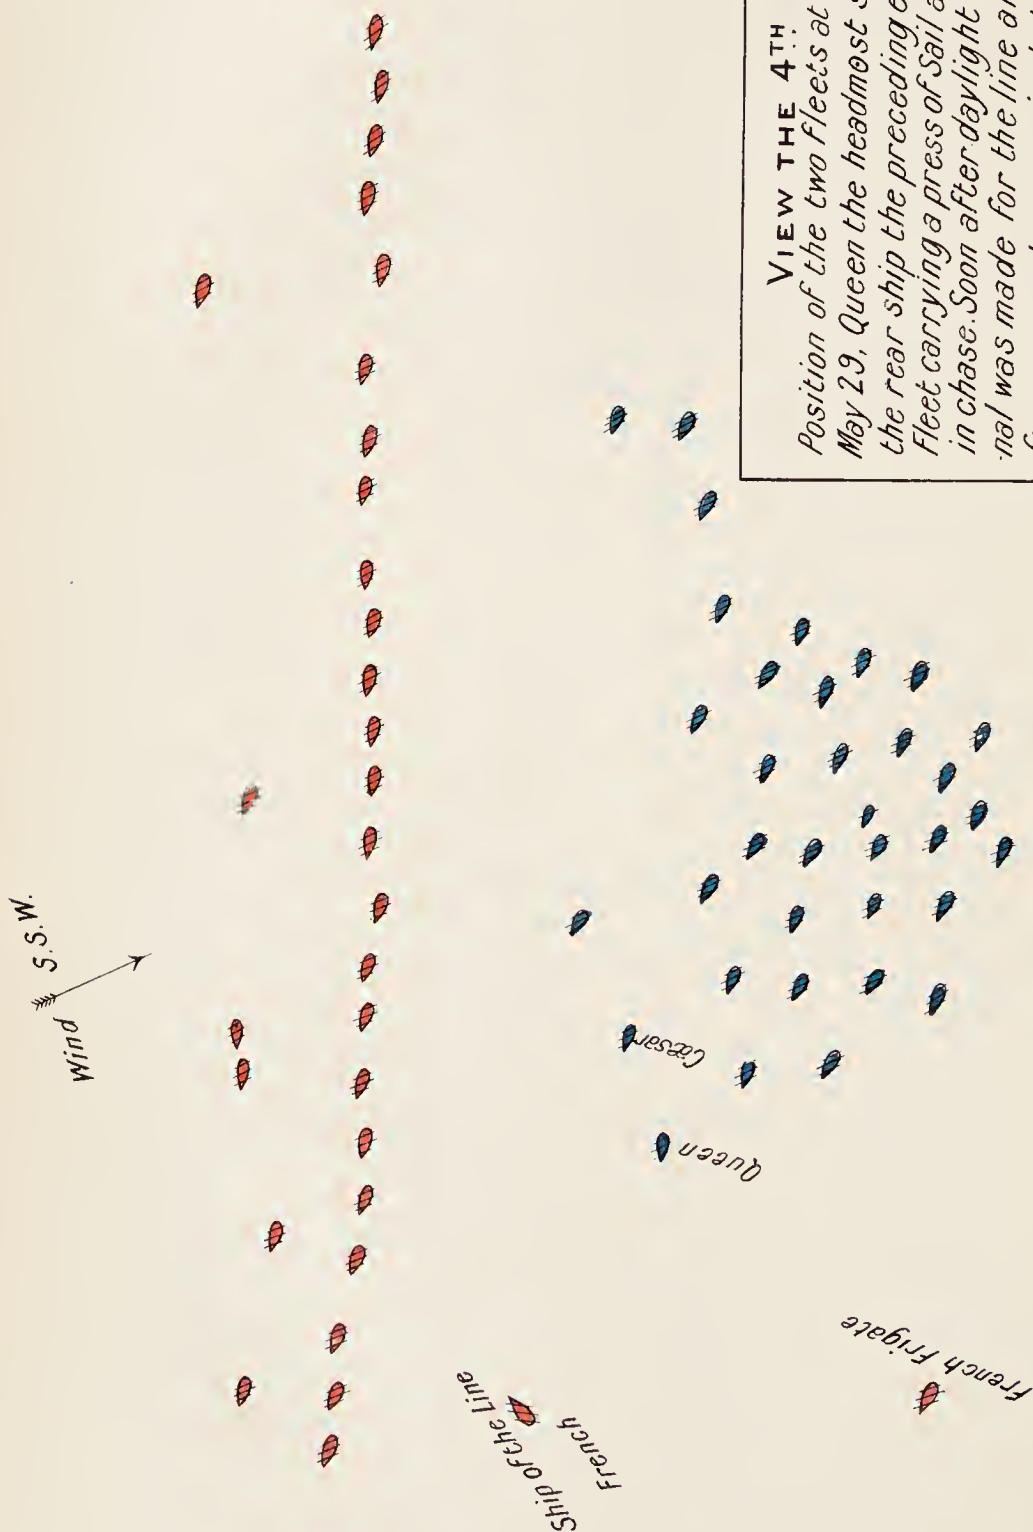 VIEW THE 4TH
Position of the two Fleets at
May 29, Queen the headmost
the rear ship the preceding
Fleet carrying a press of Sail
in chase. Soon after daylight
nal was made for the line
Wind S.S.W.
Cæsar
Queen
French
Ship of the Line
French Frigate